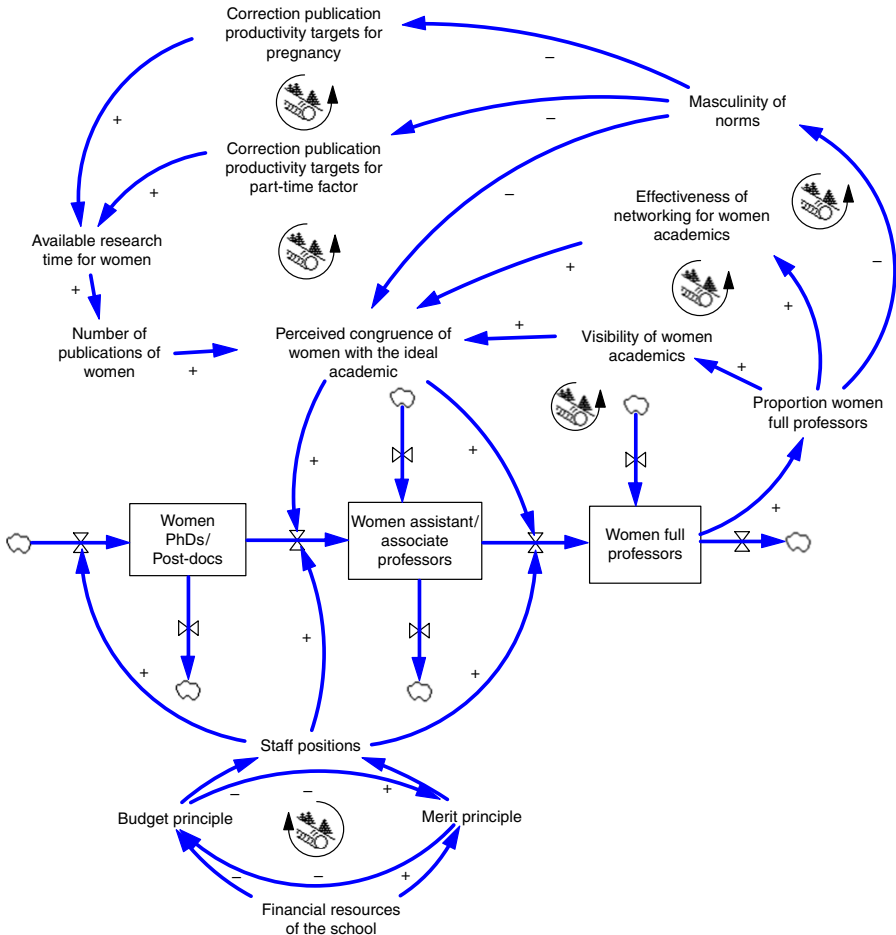 Correction publication
productivity targets for
pregnancy
–
Masculinity of
norms
+
–
Correction publication
productivity targets for
part-time factor
+
–
Effectiveness of
networking for women
academics
Available research
time for women
+
–
+
+
Number of
publications of
women
+
Perceived congruence of
women with the ideal
academic
+
Visibility of women
academics
+
Proportion women
full professors
+
+
+
Women
PhDs/
Post-docs
Women assistant/
associate
professors
Women full
professors
+
+
+
Staff positions
–
–
+
Budget principle
Merit principle
–
–
+
Financial resources
of the school